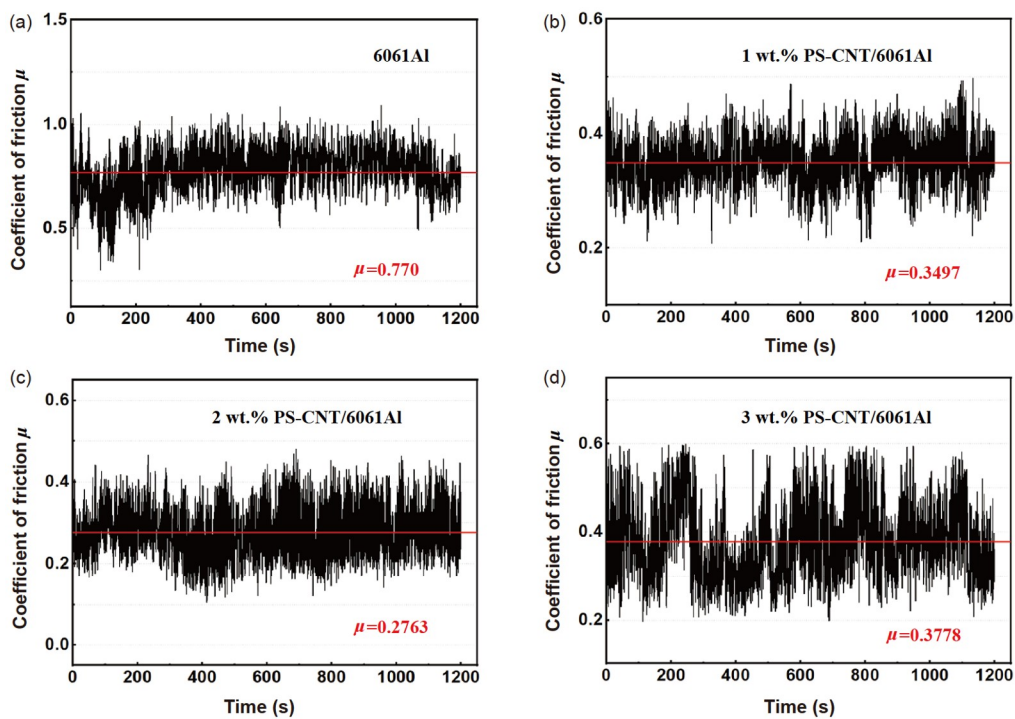 (a)
1.5
1.0
0.5
Coefficient of friction μ
6061Al
μ=0.770
0 200 400 600 800 1000 1200
Time (s)
(b)
0.6
0.4
0.2
Coefficient of friction μ
1 wt.% PS-CNT/6061Al
μ=0.3497
0 200 400 600 800 1000 1200
Time (s)
(c)
0.6
0.4
0.2
0.0
Coefficient of friction μ
2 wt.% PS-CNT/6061Al
μ=0.2763
0 200 400 600 800 1000 1200
Time (s)
(d)
0.6
0.4
0.2
Coefficient of friction μ
3 wt.% PS-CNT/6061Al
μ=0.3778
0 200 400 600 800 1000 1200
Time (s)